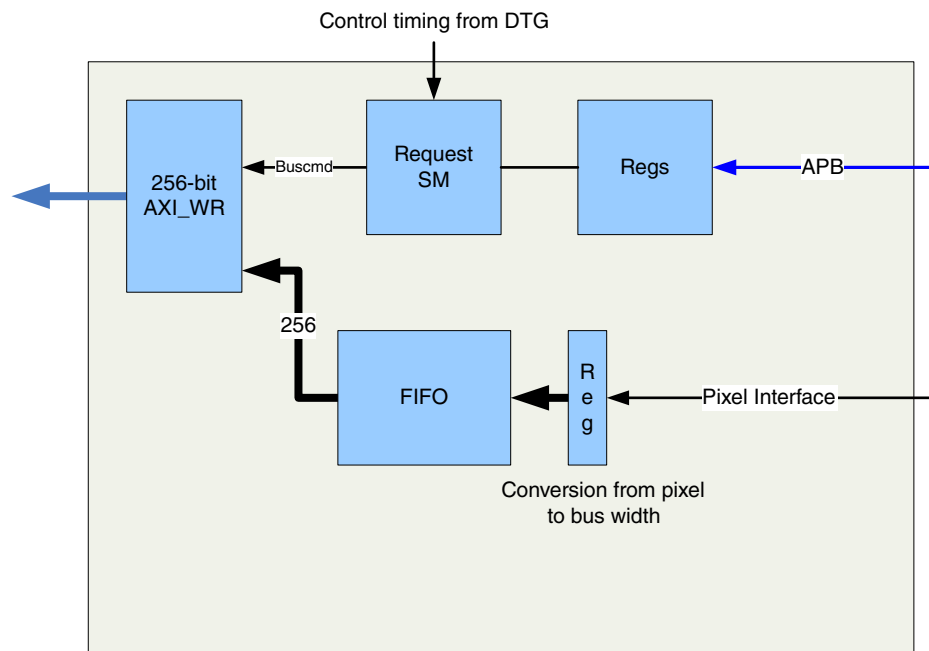 Control timing from DTG
256-bit
AXI_WR
Buscmd
Request
SM
Regs
APB
256
FIFO
R
e
g
Pixel Interface
Conversion from pixel
to bus width